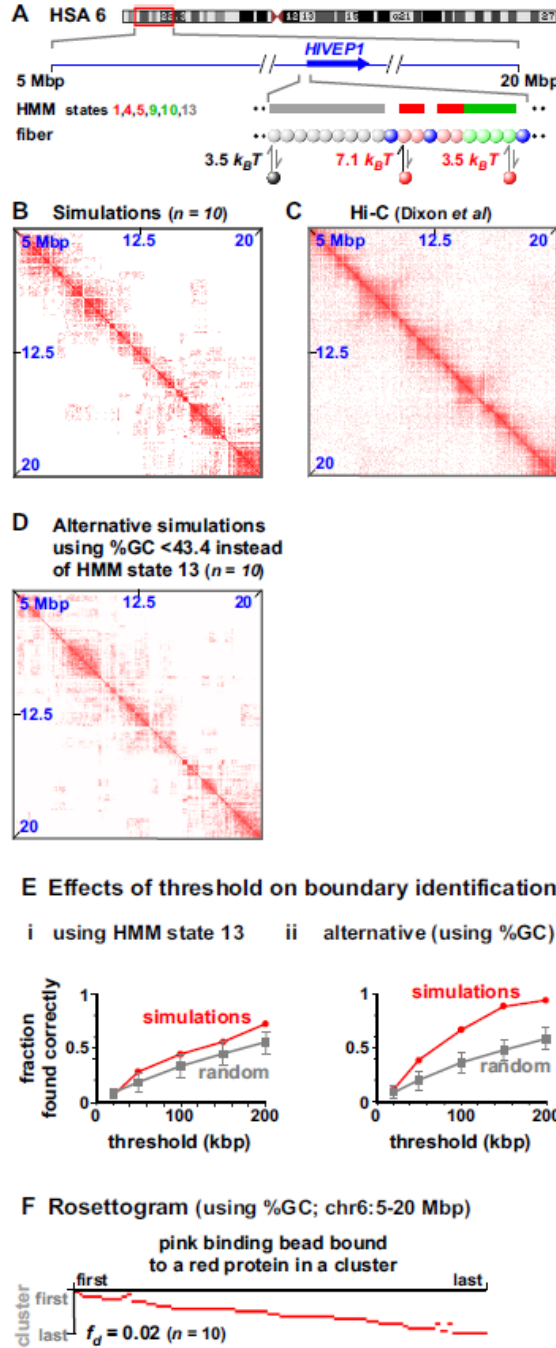 A HSA 6
HIVEP1
5 Mbp 20 Mbp
HMM states 1,4,5,9,10,13
fiber
3.5 kBT 7.1 kBT 3.5 kBT
B Simulations (n = 10)
5 Mbp 12.5 20
12.5
20
C Hi-C (Dixon et al)
5 Mbp 12.5 20
12.5
20
D Alternative simulations
using %GC <43.4 instead
of HMM state 13 (n = 10)
5 Mbp 12.5 20
12.5
20
E Effects of threshold on boundary identification
i using HMM state 13
ii alternative (using %GC)
fraction
found correctly
1
0.5
0
simulations
random
0 100 200
threshold (kbp)
1
0.5
0
simulations
random
0 100 200
threshold (kbp)
F Rosettogram (using %GC; chr6:5-20 Mbp)
pink binding bead bound
to a red protein in a cluster
first last
cluster
first
last
fd = 0.02 (n = 10)